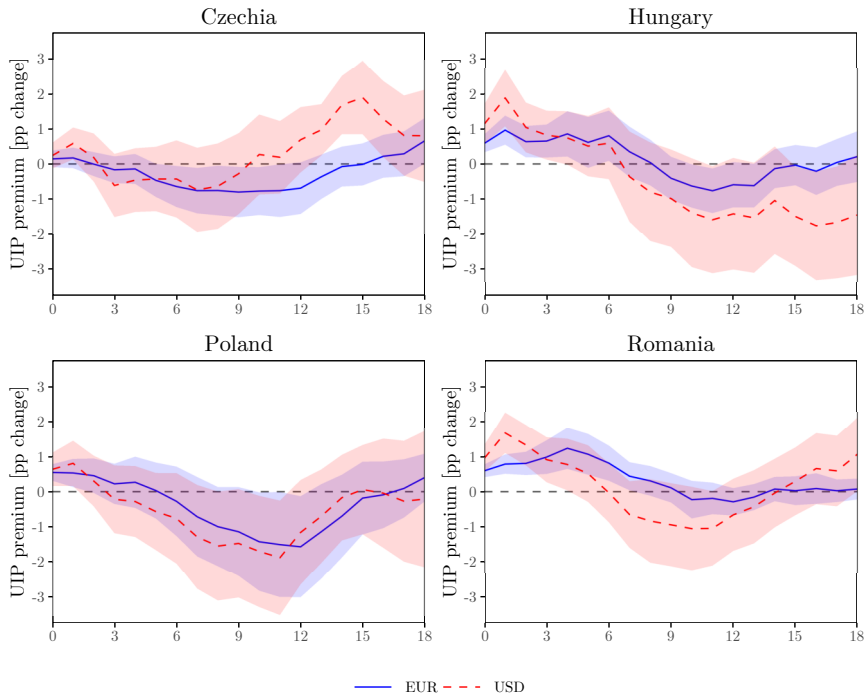 Czechia
Hungary
UIP premium [pp change]
3
2
1
0
-1
-2
-3
0 3 6 9 12 15 18
UIP premium [pp change]
3
2
1
0
-1
-2
-3
0 3 6 9 12 15 18
Poland
Romania
UIP premium [pp change]
3
2
1
0
-1
-2
-3
0 3 6 9 12 15 18
UIP premium [pp change]
3
2
1
0
-1
-2
-3
0 3 6 9 12 15 18
EUR USD